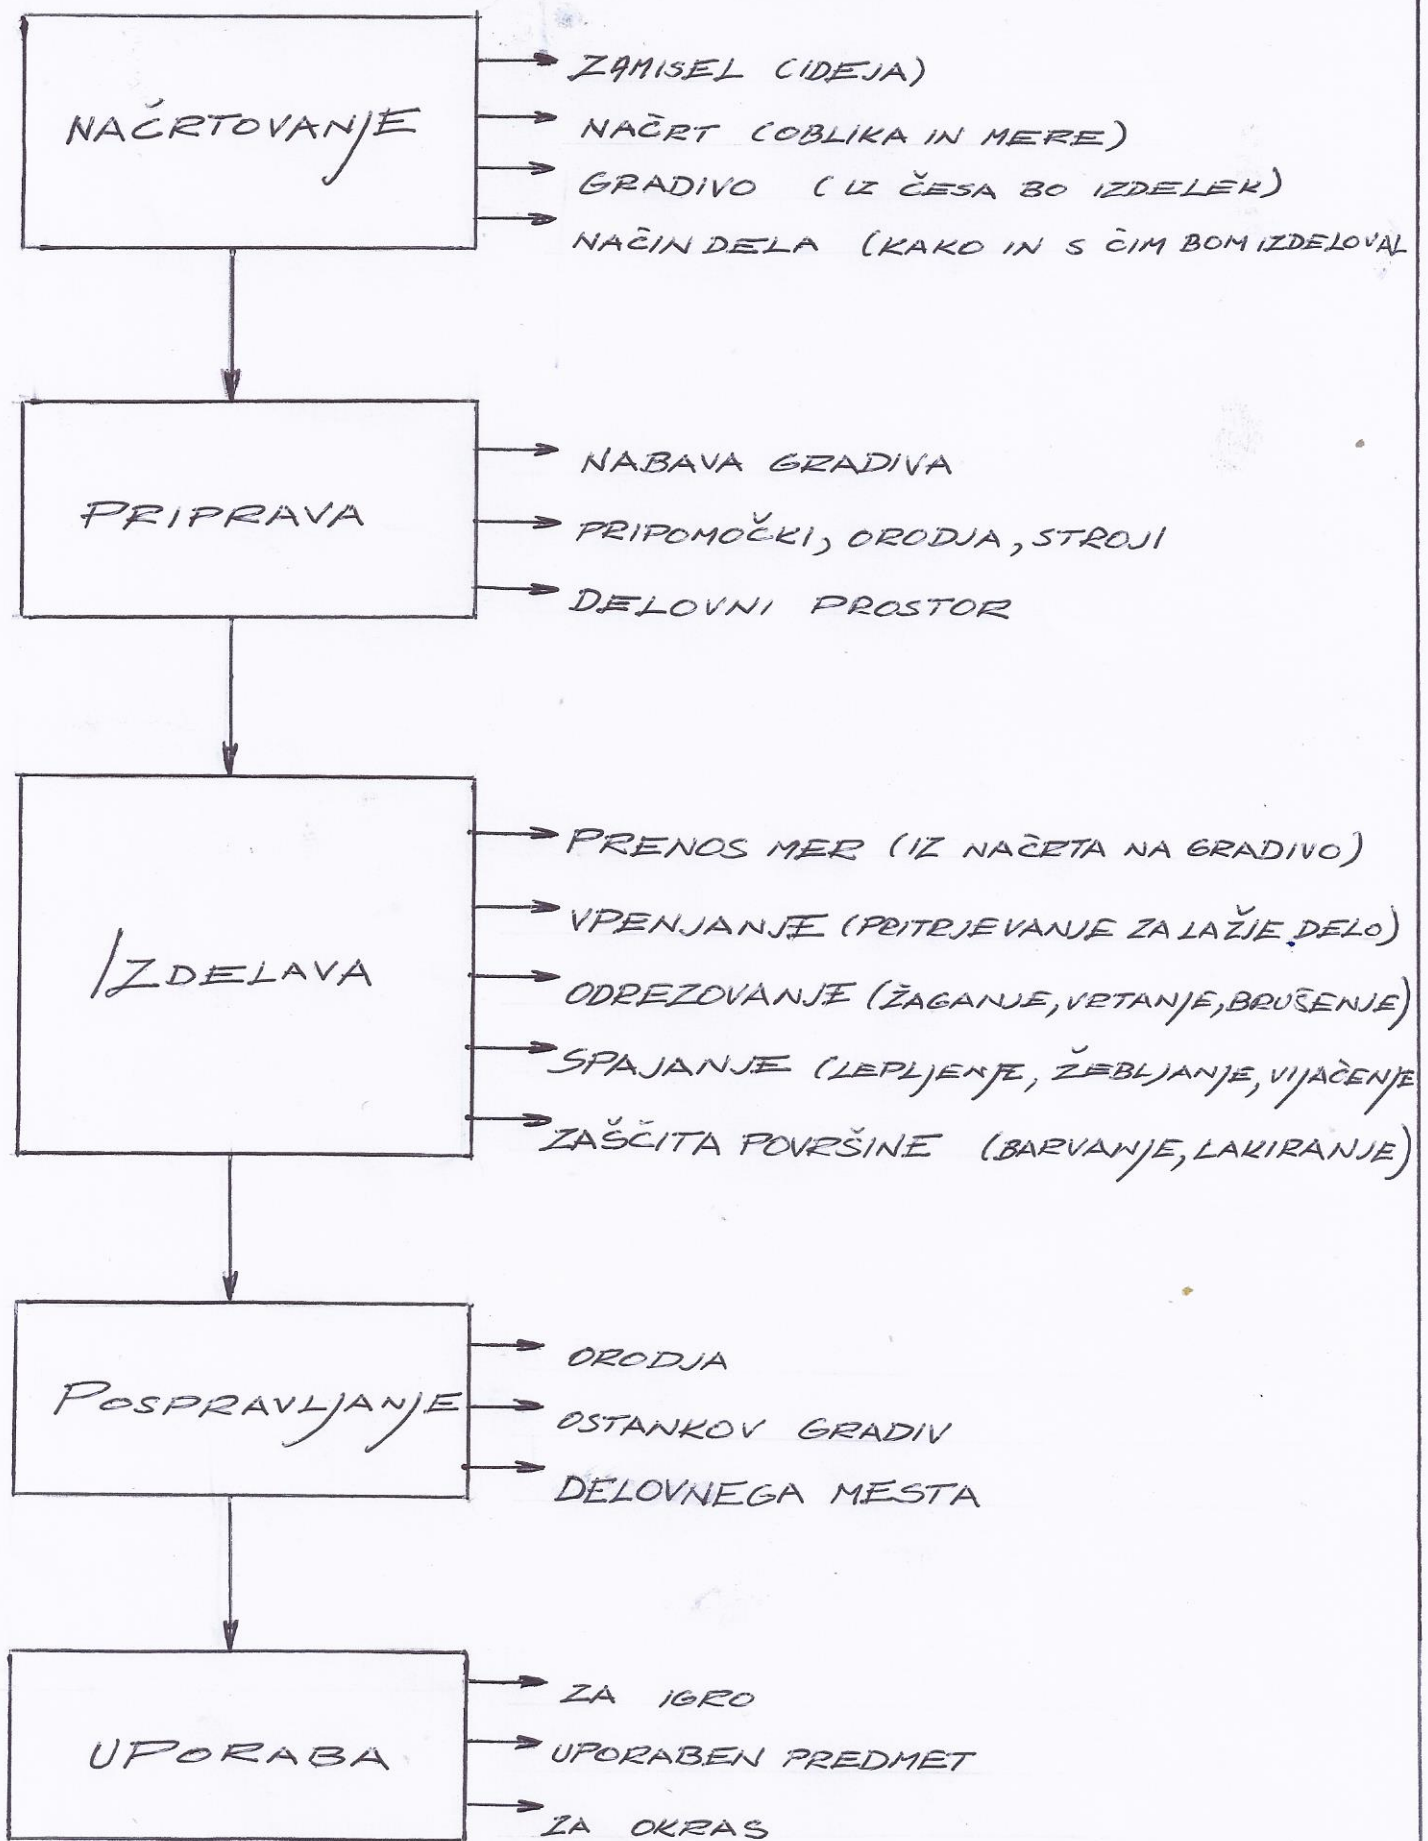 NAČRTOVANJE
ZAMISEL (IDEJA)
NAČRT (OBLIKA IN MERE)
GRADIVO (IZ ČESA BO IZDELEK)
NAČIN DELA (KAKO IN S ČIM BOM IZDELOVAL
PRIPRAVA
NABAVA GRADIVA
PRIPOMOČKI, ORODJA, STROJI
DELOVNI PROSTOR
IZDELAVA
PRENOS MER (IZ NAČRTA NA GRADIVO)
VPENJANJE (PRITRJEVANJE ZA LAŽJE DELO)
ODREZOVANJE (ŽAGANJE, VRTANJE, BRUŠENJE)
SPAJANJE (LEPLJENJE, ŽEBLJANJE, VIJAČENJE
ZAŠČITA POVRŠINE (BARVANJE, LAKIRANJE)
POSPRAVLJANJE
ORODJA
OSTANKOV GRADIV
DELOVNEGA MESTA
UPORABA
ZA IGRO
UPORABEN PREDMET
ZA OKRAS